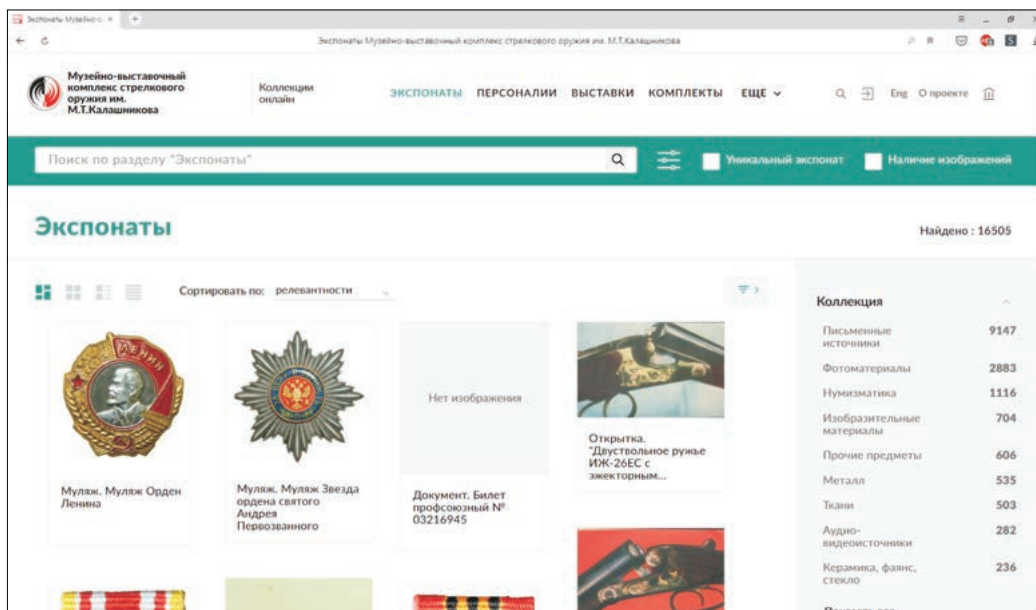 Экспонаты Музейно-с
Экспонаты Музейно-выставочный комплекс стрелкового оружия им. М.Т.Калашникова
Музейно-выставочный
комплекс стрелкового
оружия им.
М.Т.Калашникова
Коллекции
онлайн
ЭКСПОНАТЫ ПЕРСОНАЛИИ ВЫСТАВКИ КОМПЛЕКТЫ ЕЩЕ
Eng О проекте
Поиск по разделу "Экспонаты"
Уникальный экспонат
Наличие изображений
Экспонаты
Найдено : 16505
Сортировать по: релевантности
ЛЕНИН
Муляж. Муляж Орден
Ленина
Муляж. Муляж Звезда
ордена святого
Андрея
Первозванного
Нет изображения
Документ. Билет
профсоюзный №
03216945
Открытка.
"Двуствольное ружье
ИЖ-26ЕС с
эжекторным...
Коллекция
Письменные
источники
9147
Фотоматериалы 2883
Нумизматика 1116
Изобразительные
материалы
704
Прочие предметы 606
Металл 535
Ткани 503
Аудио-
видеоисточники
282
Керамика, фаянс,
стекло
236